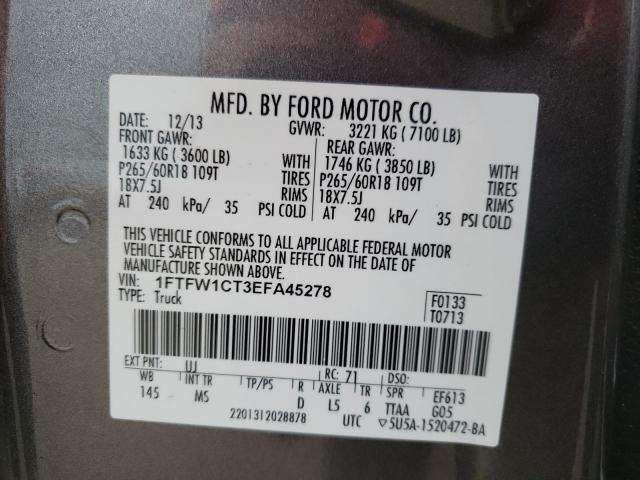 MFD. BY FORD MOTOR CO.
DATE: 12/13 GVWR: 3221 KG ( 7100 LB)
FRONT GAWR: REAR GAWR:
1633 KG ( 3600 LB) WITH 1746 KG ( 3850 LB) WITH
P265/60R18 109T TIRES P265/60R18 109T TIRES
18X7.5J RIMS 18X7.5J RIMS
AT 240 kPa/ 35 PSI COLD AT 240 kPa/ 35 PSI COLD
THIS VEHICLE CONFORMS TO ALL APPLICABLE FEDERAL MOTOR
VEHICLE SAFETY STANDARDS IN EFFECT ON THE DATE OF
MANUFACTURE SHOWN ABOVE.
VIN: 1FTFW1CT3EFA45278 F0133
TYPE: Truck T0713
EXT PNT: UJ RC: 71 DSO:
WB INT TR TP/PS R AXLE TR SPR EF613
145 MS D L5 6 TTAA G05
2201312028878 UTC ▽5U5A-1520472-BA